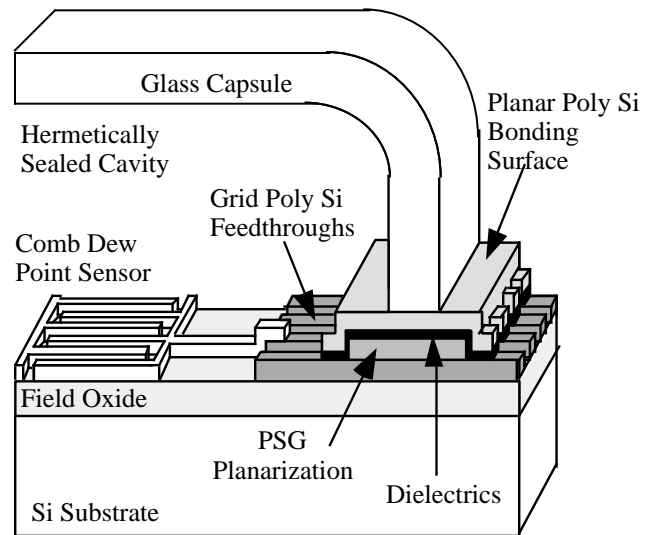 Glass Capsule
Planar Poly Si
Bonding
Surface
Hermetically
Sealed Cavity
Grid Poly Si
Feedthroughs
Comb Dew
Point Sensor
Field Oxide
PSG
Planarization
Dielectrics
Si Substrate